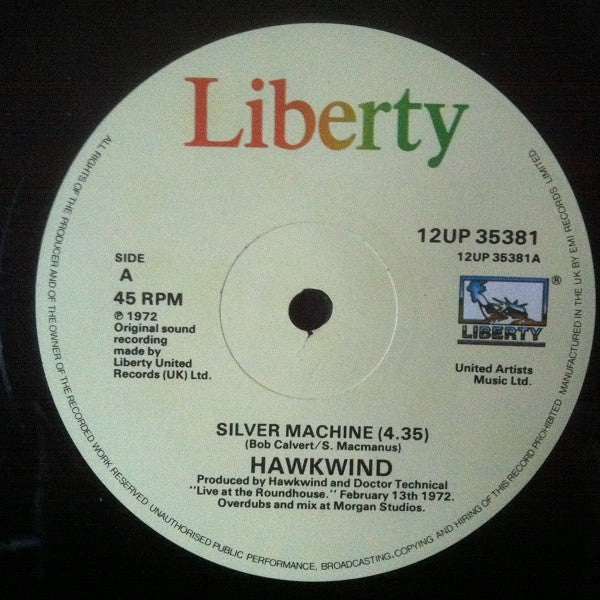 Liberty
SIDE
A
45 RPM
℗ 1972
Original sound
recording
made by
Liberty United
Records (UK) Ltd.
12UP 35381
12UP 35381A
®
LIBERTY
United Artists
Music Ltd.
SILVER MACHINE (4.35)
(Bob Calvert/S. Macmanus)
HAWKWIND
Produced by Hawkwind and Doctor Technical
"Live at the Roundhouse." February 13th 1972.
Overdubs and mix at Morgan Studios.
ALL RIGHTS OF THE PRODUCER AND OF THE OWNER OF THE RECORDED WORK RESERVED UNAUTHORISED PUBLIC PERFORMANCE, BROADCASTING, COPYING AND HIRING OF THIS RECORD PROHIBITED MANUFACTURED IN THE UK BY EMI RECORDS LIMITED